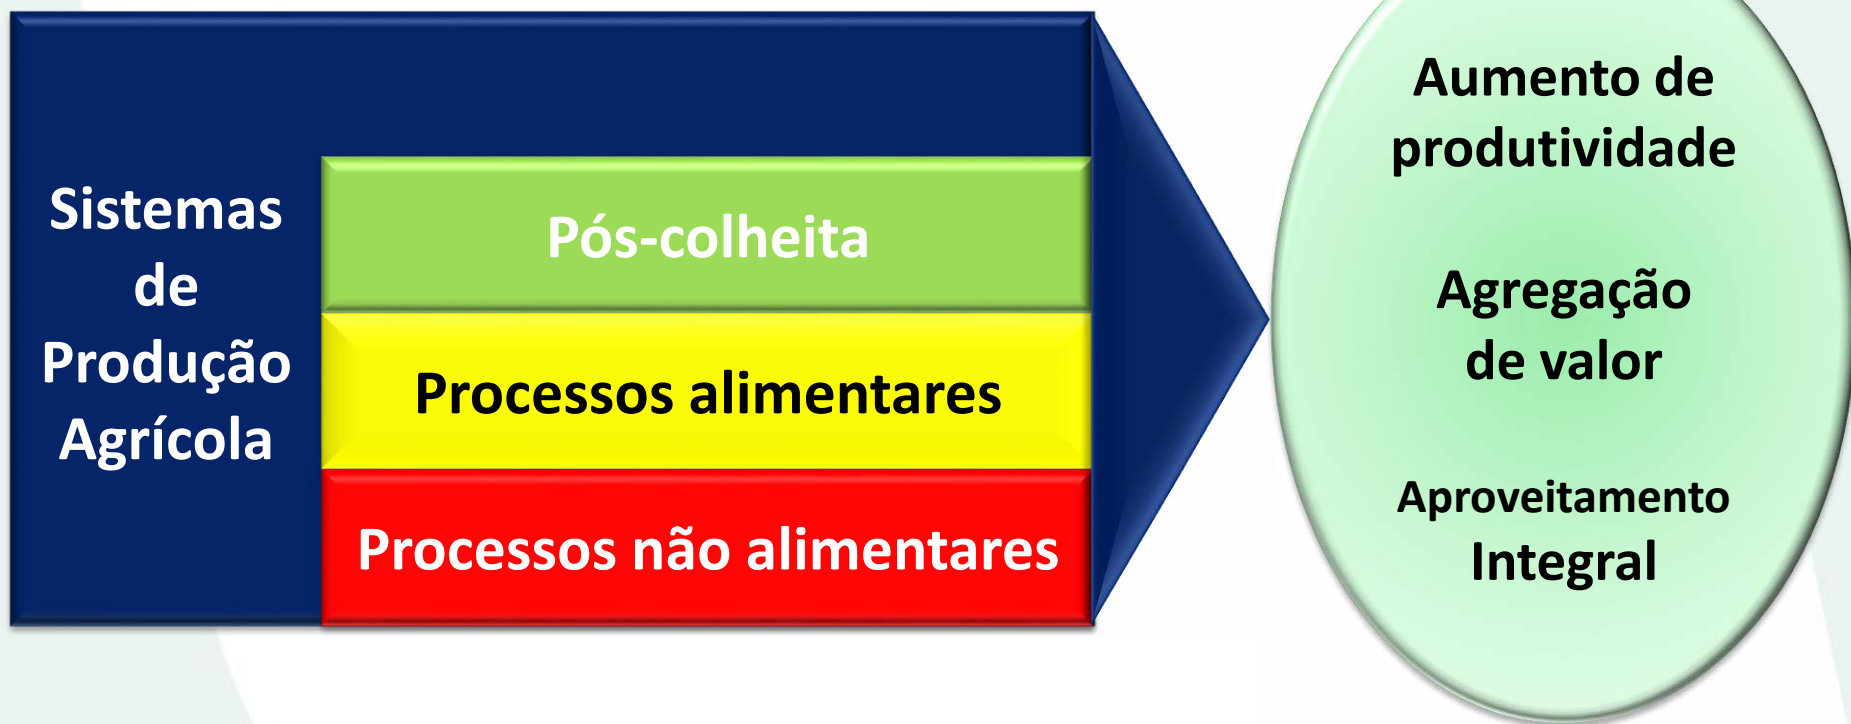 Sistemas
de
Produção
Agrícola
Pós-colheita
Processos alimentares
Processos não alimentares
Aumento de
produtividade
Agregação
de valor
Aproveitamento
Integral